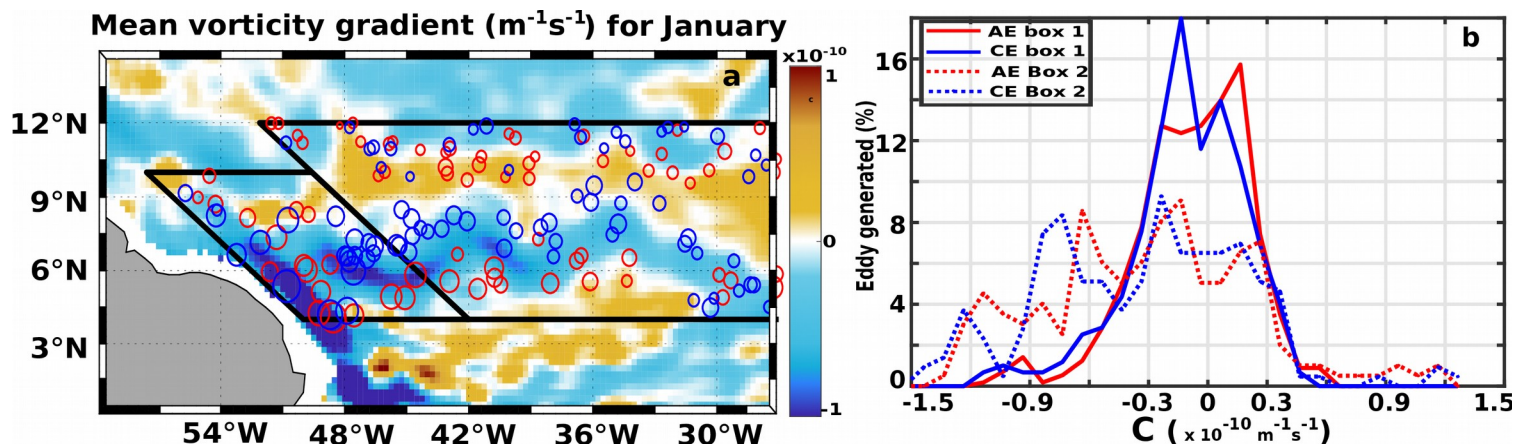 Mean vorticity gradient (m⁻¹s⁻¹) for January
x10⁻¹⁰
a
1
c
0
-1
12°N
9°N
6°N
3°N
54°W 48°W 42°W 36°W 30°W
AE box 1
CE box 1
AE Box 2
CE Box 2
b
Eddy generated (%)
16
12
8
4
0
-1.5 -0.9 -0.3 0 0.3 0.9 1.5
C ( x 10⁻¹⁰ m⁻¹s⁻¹)